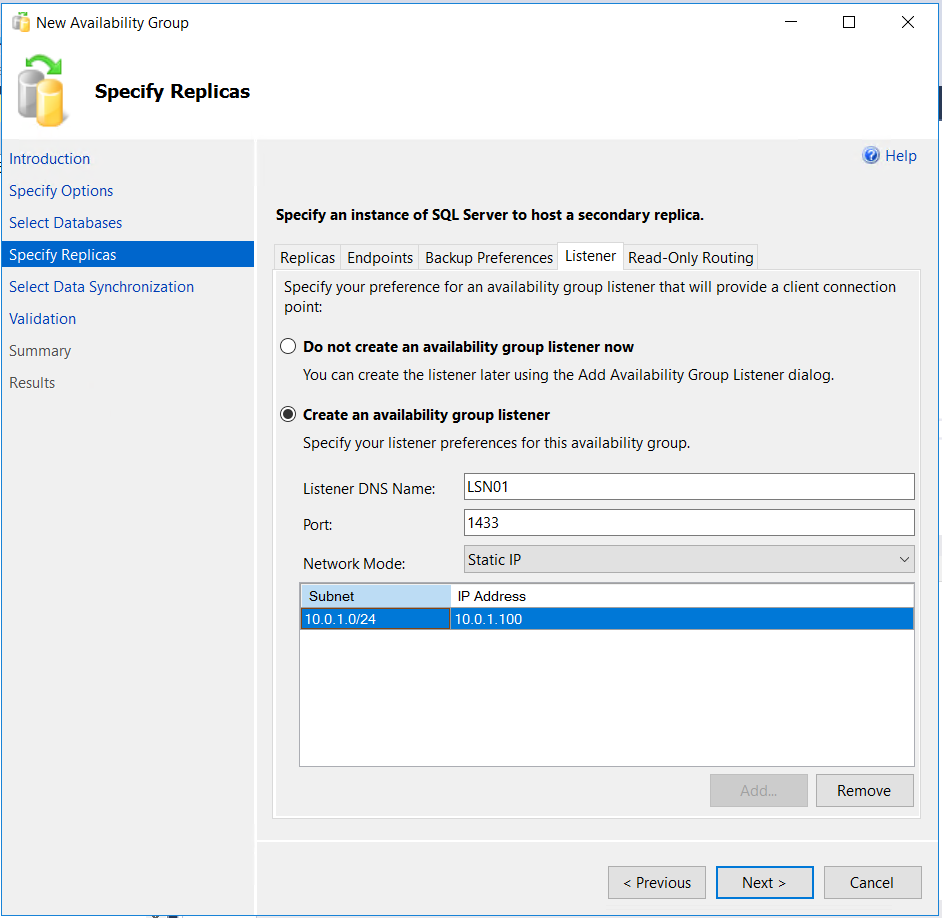 New Availability Group
Specify Replicas
Introduction
Specify Options
Select Databases
Specify Replicas
Select Data Synchronization
Validation
Summary
Results
Help
Specify an instance of SQL Server to host a secondary replica.
Replicas Endpoints Backup Preferences Listener Read-Only Routing
Specify your preference for an availability group listener that will provide a client connection
point:
Do not create an availability group listener now
You can create the listener later using the Add Availability Group Listener dialog.
Create an availability group listener
Specify your listener preferences for this availability group.
Listener DNS Name: LSN01
Port: 1433
Network Mode: Static IP
Subnet IP Address
10.0.1.0/24 10.0.1.100
Add... Remove
< Previous Next > Cancel